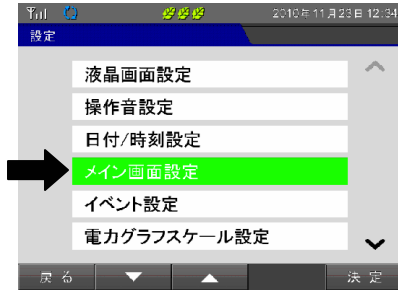 2010年11月23日 12:34
設定
液晶画面設定
操作音設定
日付/時刻設定
メイン画面設定
イベント設定
電力グラフスケール設定
戻る 決定